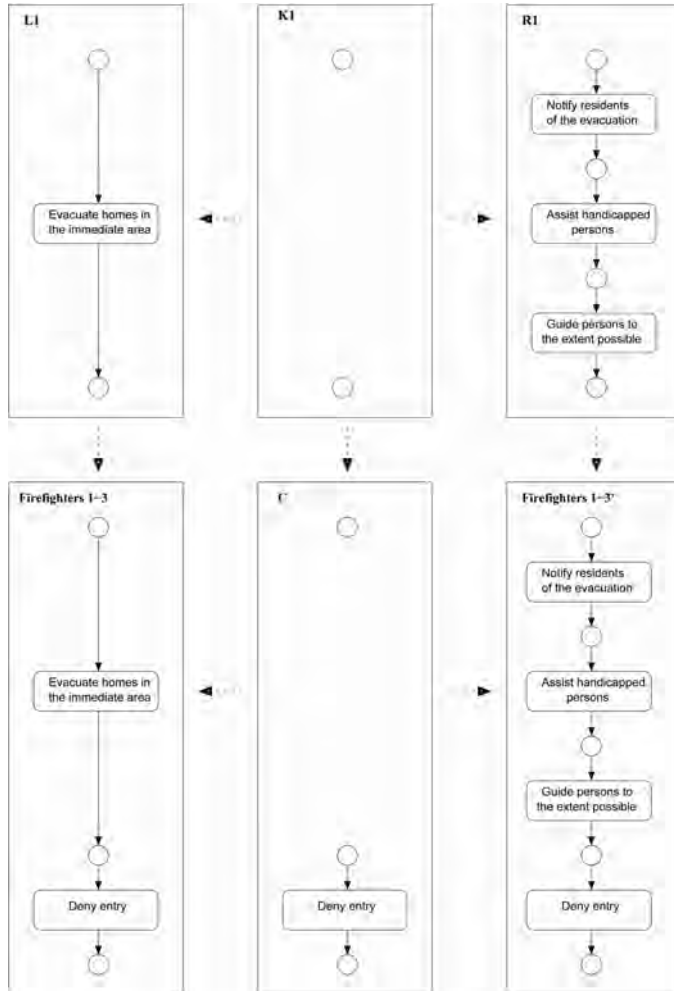 L1
K1
R1
Notify residents
of the evacuation
Evacuate homes in
the immediate area
Assist handicapped
persons
Guide persons to
the extent possible
Firefighters 1-3
C
Firefighters 1-3'
Notify residents
of the evacuation
Evacuate homes in
the immediate area
Assist handicapped
persons
Guide persons to
the extent possible
Deny entry
Deny entry
Deny entry